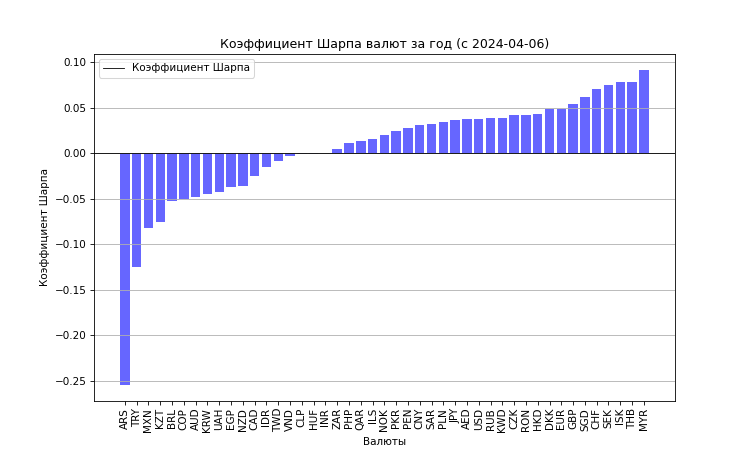 Коэффициент Шарпа валют за год (с 2024-04-06)
Коэффициент Шарпа
Коэффициент Шарпа
0.10
0.05
0.00
−0.05
−0.10
−0.15
−0.20
−0.25
ARS
TRY
MXN
KZT
BRL
COP
AUD
KRW
UAH
EGP
NZD
CAD
IDR
TWD
VND
CLP
HUF
INR
ZAR
PHP
QAR
ILS
NOK
PKR
PEN
CNY
SAR
PLN
JPY
AED
USD
RUB
KWD
CZK
RON
HKD
DKK
EUR
GBP
SGD
CHF
SEK
ISK
THB
MYR
Валюты